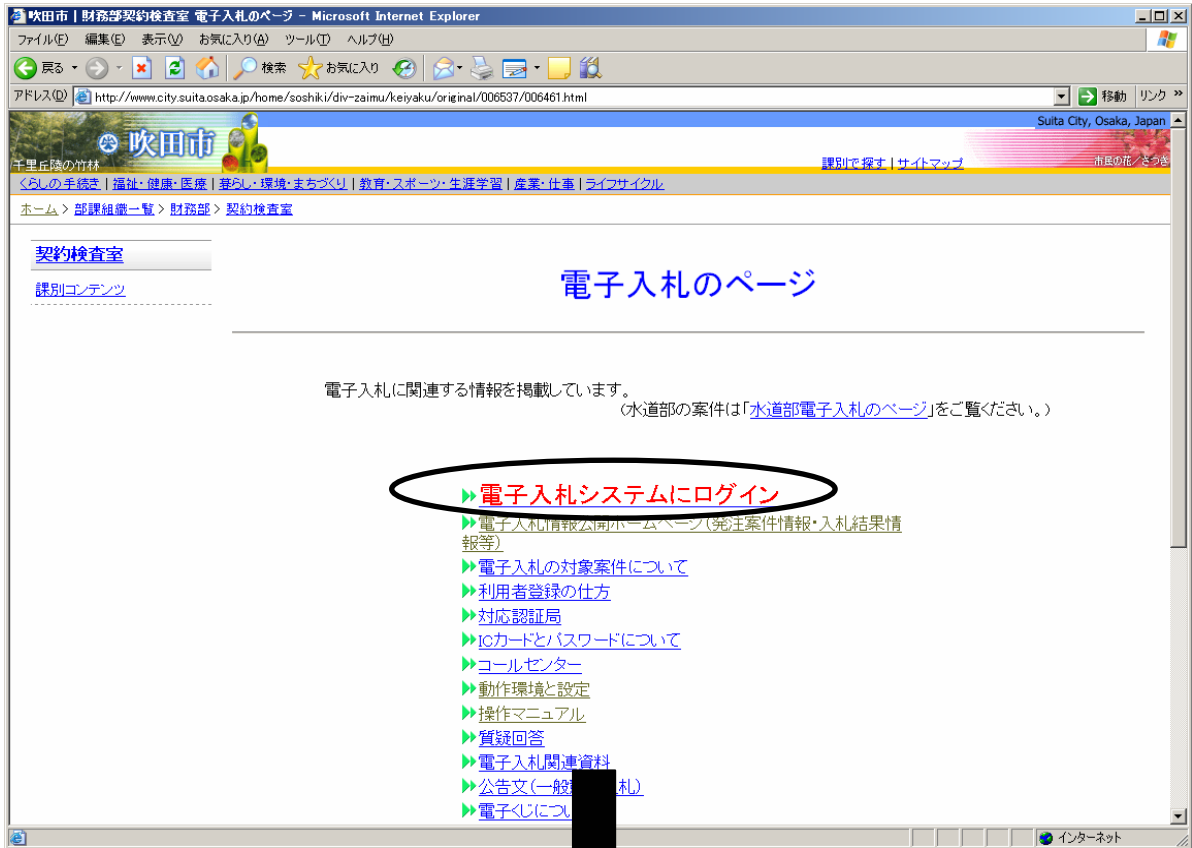 吹田市 | 財務部契約検査室 電子入札のページ - Microsoft Internet Explorer
ファイル(F) 編集(E) 表示(V) お気に入り(A) ツール(T) ヘルプ(H)
戻る 検索 お気に入り
アドレス(D) http://www.city.suita.osaka.jp/home/soshiki/div-zaimu/keiyaku/original/006537/006461.html 移動 リンク »
Suita City, Osaka, Japan
吹田市
千里丘陵の竹林 課別で探す | サイトマップ 市民の花/さつき
くらしの手続き | 福祉・健康・医療 | 暮らし・環境・まちづくり | 教育・スポーツ・生涯学習 | 産業・仕事 | ライフサイクル
ホーム > 部課組織一覧 > 財務部 > 契約検査室
契約検査室
課別コンテンツ
電子入札のページ
電子入札に関連する情報を掲載しています。
(水道部の案件は「水道部電子入札のページ」をご覧ください。)
電子入札システムにログイン
電子入札情報公開ホームページ(発注案件情報・入札結果情
報等)
電子入札の対象案件について
利用者登録の仕方
対応認証局
ICカードとパスワードについて
コールセンター
動作環境と設定
操作マニュアル
質疑回答
電子入札関連資料
公告文(一般 札)
電子くじについ
インターネット